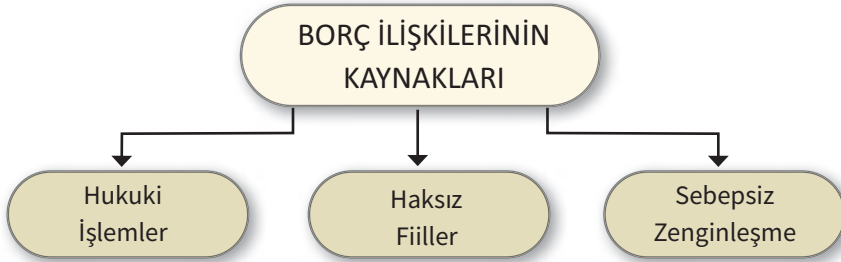 BORÇ İLİŞKİLERİNİN
KAYNAKLARI
Hukuki
İşlemler
Haksız
Fiiller
Sebepsiz
Zenginleşme